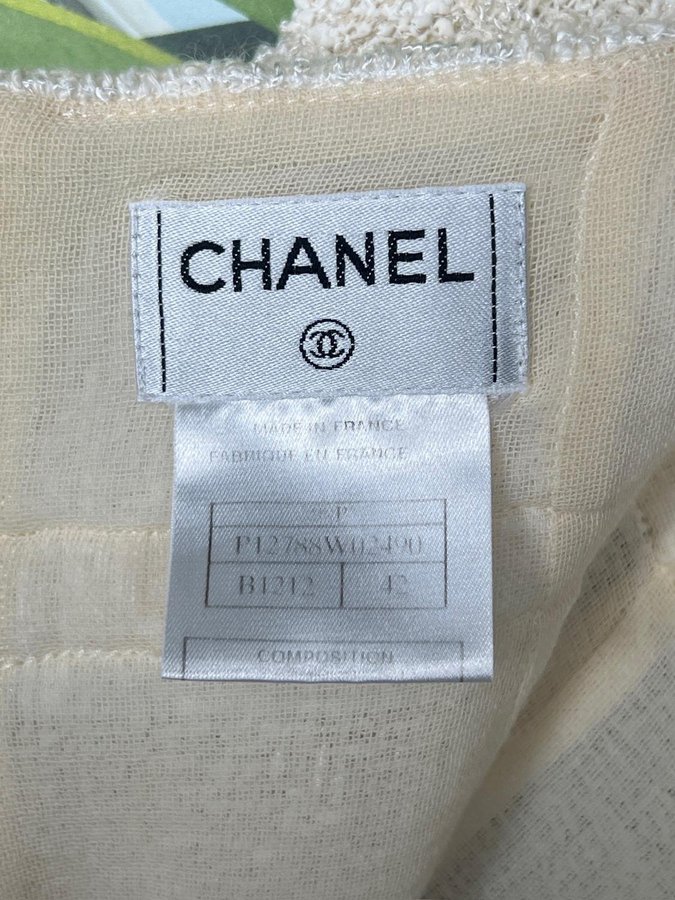 CHANEL
MADE IN FRANCE
FABRIQUE EN FRANCE
P12788W02490
B1212 42
COMPOSITION